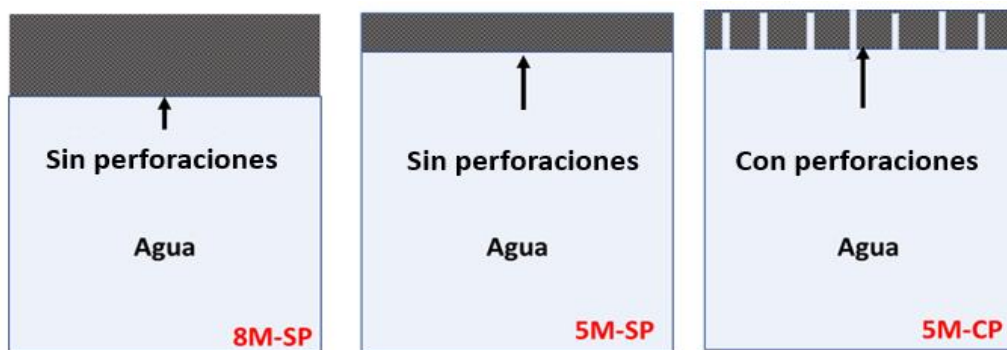 Sin perforaciones
Agua
8M-SP
Sin perforaciones
Agua
5M-SP
Con perforaciones
Agua
5M-CP